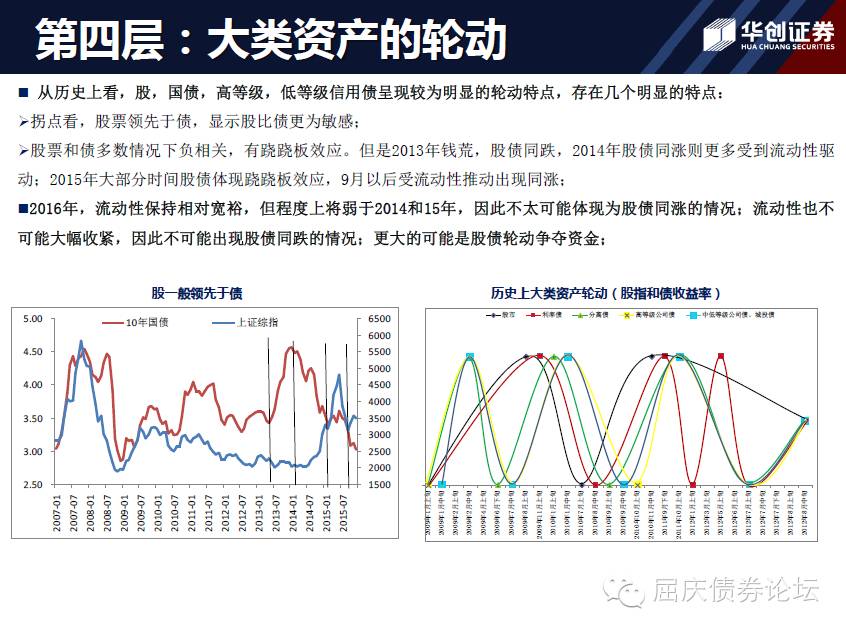 第四层：大类资产的轮动
华创证券
HUA CHUANG SECURITIES
■ 从历史上看，股，国债，高等级，低等级信用债呈现较为明显的轮动特点，存在几个明显的特点：
➢拐点看，股票领先于债，显示股比债更为敏感；
➢股票和债多数情况下负相关，有跷跷板效应。但是2013年钱荒，股债同跌，2014年股债同涨则更多受到流动性驱
动；2015年大部分时间股债体现跷跷板效应，9月以后受流动性推动出现同涨；
■2016年，流动性保持相对宽裕，但程度上将弱于2014和15年，因此不太可能体现为股债同涨的情况；流动性也不
可能大幅收紧，因此不可能出现股债同跌的情况；更大的可能是股债轮动争夺资金；
股一般领先于债
10年国债 上证综指
5.00
4.50
4.00
3.50
3.00
2.50
6500
6000
5500
5000
4500
4000
3500
3000
2500
2000
1500
2007-01
2007-07
2008-01
2008-07
2009-01
2009-07
2010-01
2010-07
2011-01
2011-07
2012-01
2012-07
2013-01
2013-07
2014-01
2014-07
2015-01
2015-07
历史上大类资产轮动（股指和债收益率）
股市 利率债 分离债 高等级公司债 中低等级公司债、城投债
屈庆债券论坛